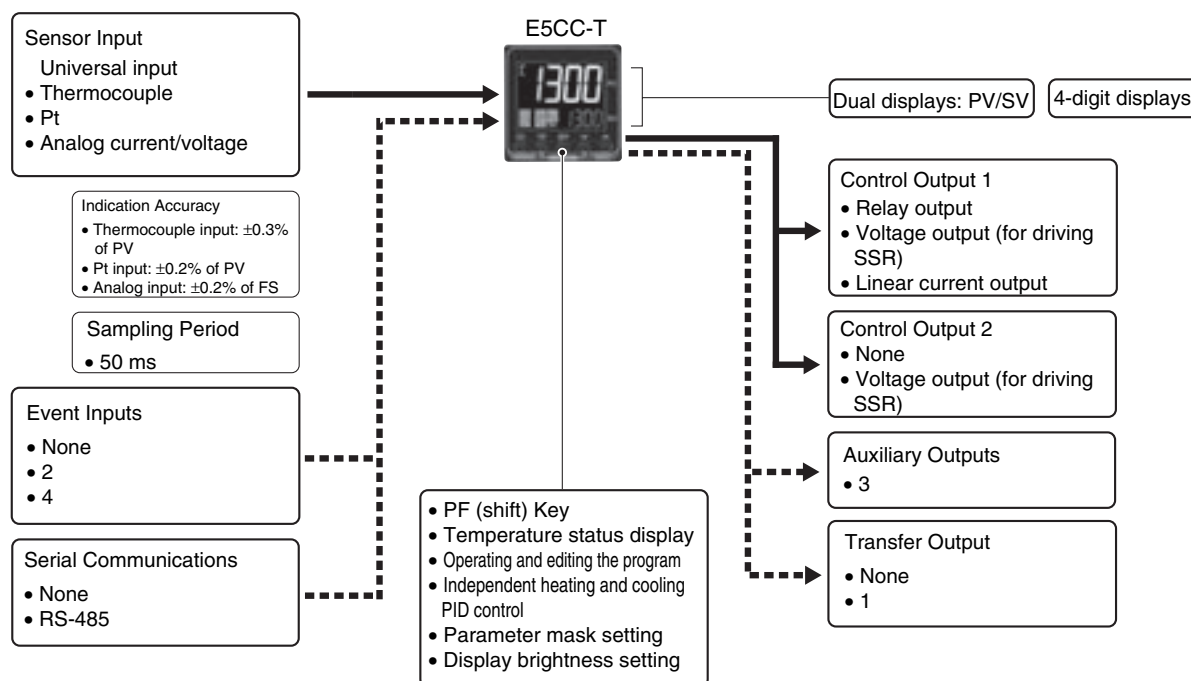 E5CC-T
Sensor Input
Universal input
• Thermocouple
• Pt
• Analog current/voltage
Indication Accuracy
• Thermocouple input: ±0.3%
of PV
• Pt input: ±0.2% of PV
• Analog input: ±0.2% of FS
Sampling Period
• 50 ms
Event Inputs
• None
• 2
• 4
Serial Communications
• None
• RS-485
1300
1300
• PF (shift) Key
• Temperature status display
• Operating and editing the program
• Independent heating and cooling
PID control
• Parameter mask setting
• Display brightness setting
Dual displays: PV/SV
4-digit displays
Control Output 1
• Relay output
• Voltage output (for driving
SSR)
• Linear current output
Control Output 2
• None
• Voltage output (for driving
SSR)
Auxiliary Outputs
• 3
Transfer Output
• None
• 1